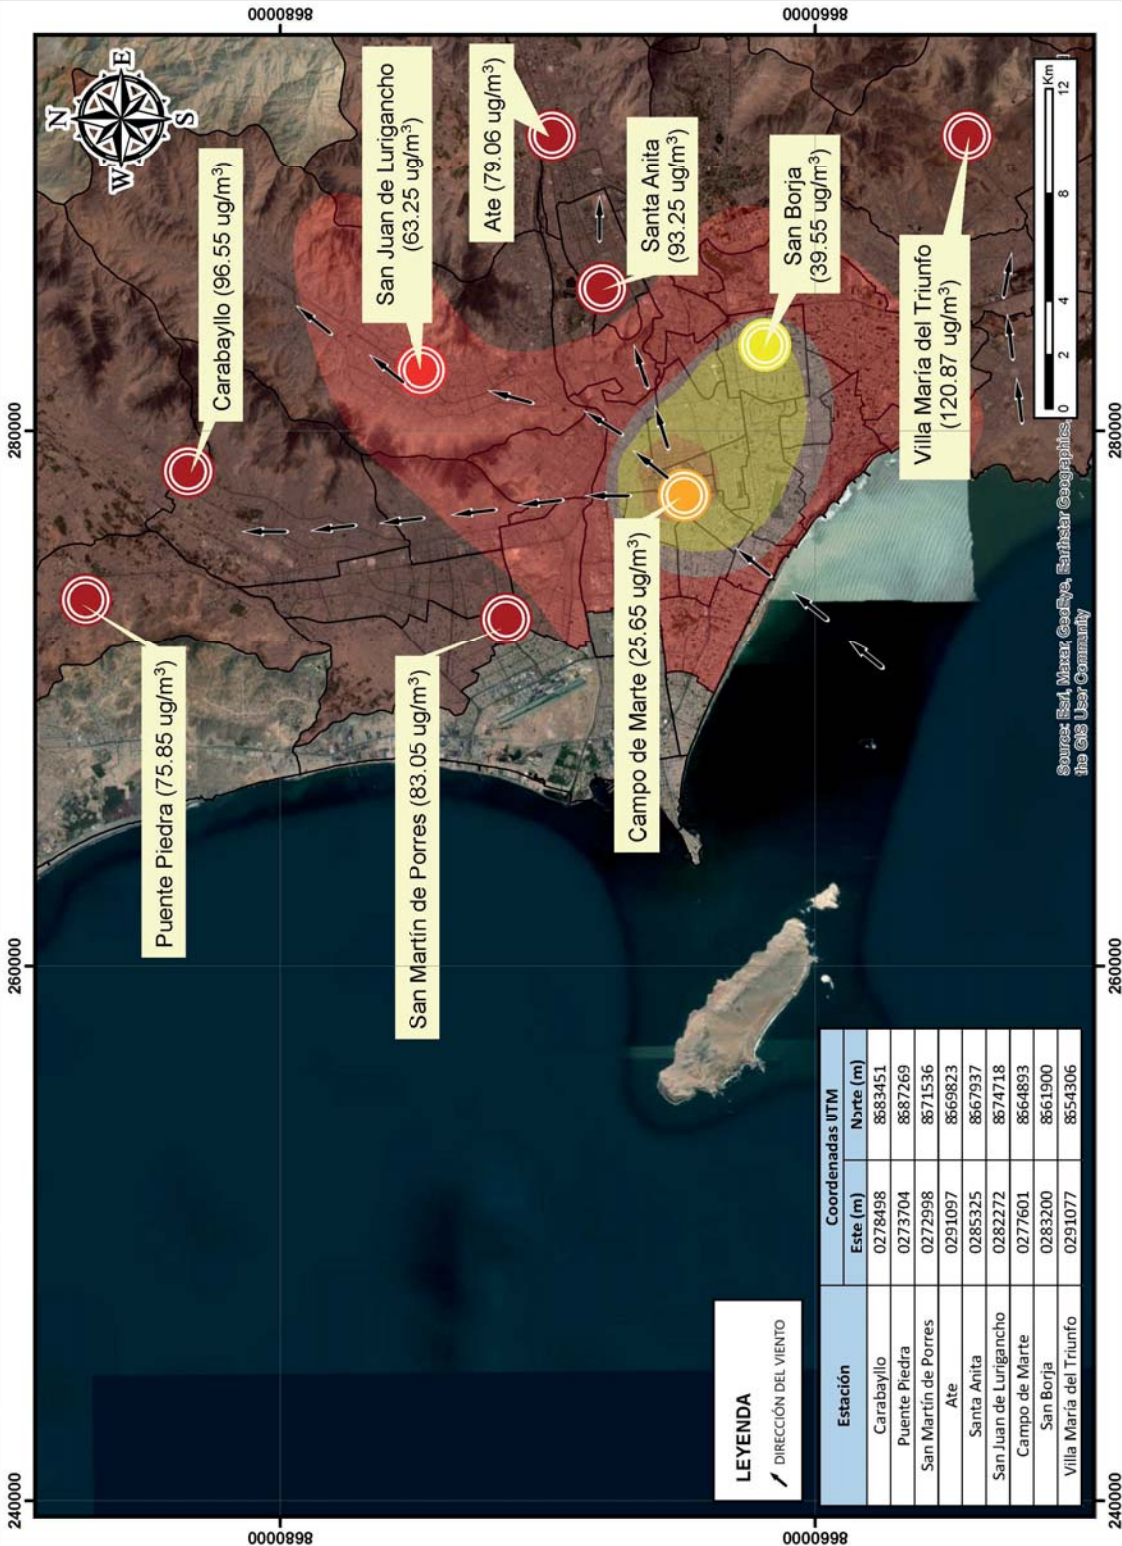 240000
260000
280000
8680000
8660000
N
E
S
W
Puente Piedra (75.85 ug/m³)
Carabayllo (96.55 ug/m³)
San Martín de Porres (83.05 ug/m³)
San Juan de Lurigancho
(63.25 ug/m³)
Ate (79.06 ug/m³)
Santa Anita
(93.25 ug/m³)
Campo de Marte (25.65 ug/m³)
San Borja
(39.55 ug/m³)
Villa María del Triunfo
(120.87 ug/m³)
LEYENDA
DIRECCIÓN DEL VIENTO
Estación Coordenadas UTM
Este (m) Norte (m)
Carabayllo 0278498 8683451
Puente Piedra 0273704 8687269
San Martín de Porres 0272998 8671536
Ate 0291097 8669823
Santa Anita 0285325 8667937
San Juan de Lurigancho 0282272 8674718
Campo de Marte 0277601 8664893
San Borja 0283200 8661900
Villa María del Triunfo 0291077 8654306
0 2 4 8 12 Km
Source: Esri, Maxar, GeoEye, Earthstar Geographics,
the GIS User Community
240000
260000
280000
8680000
8660000